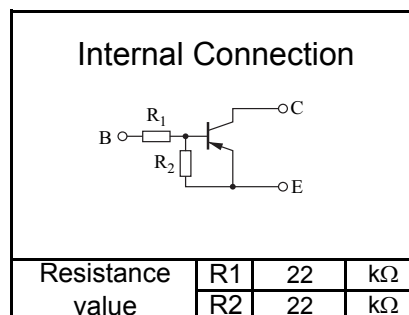 Internal Connection
C
R1
B
R2
E
Resistance value R1 22 kΩ
R2 22 kΩ